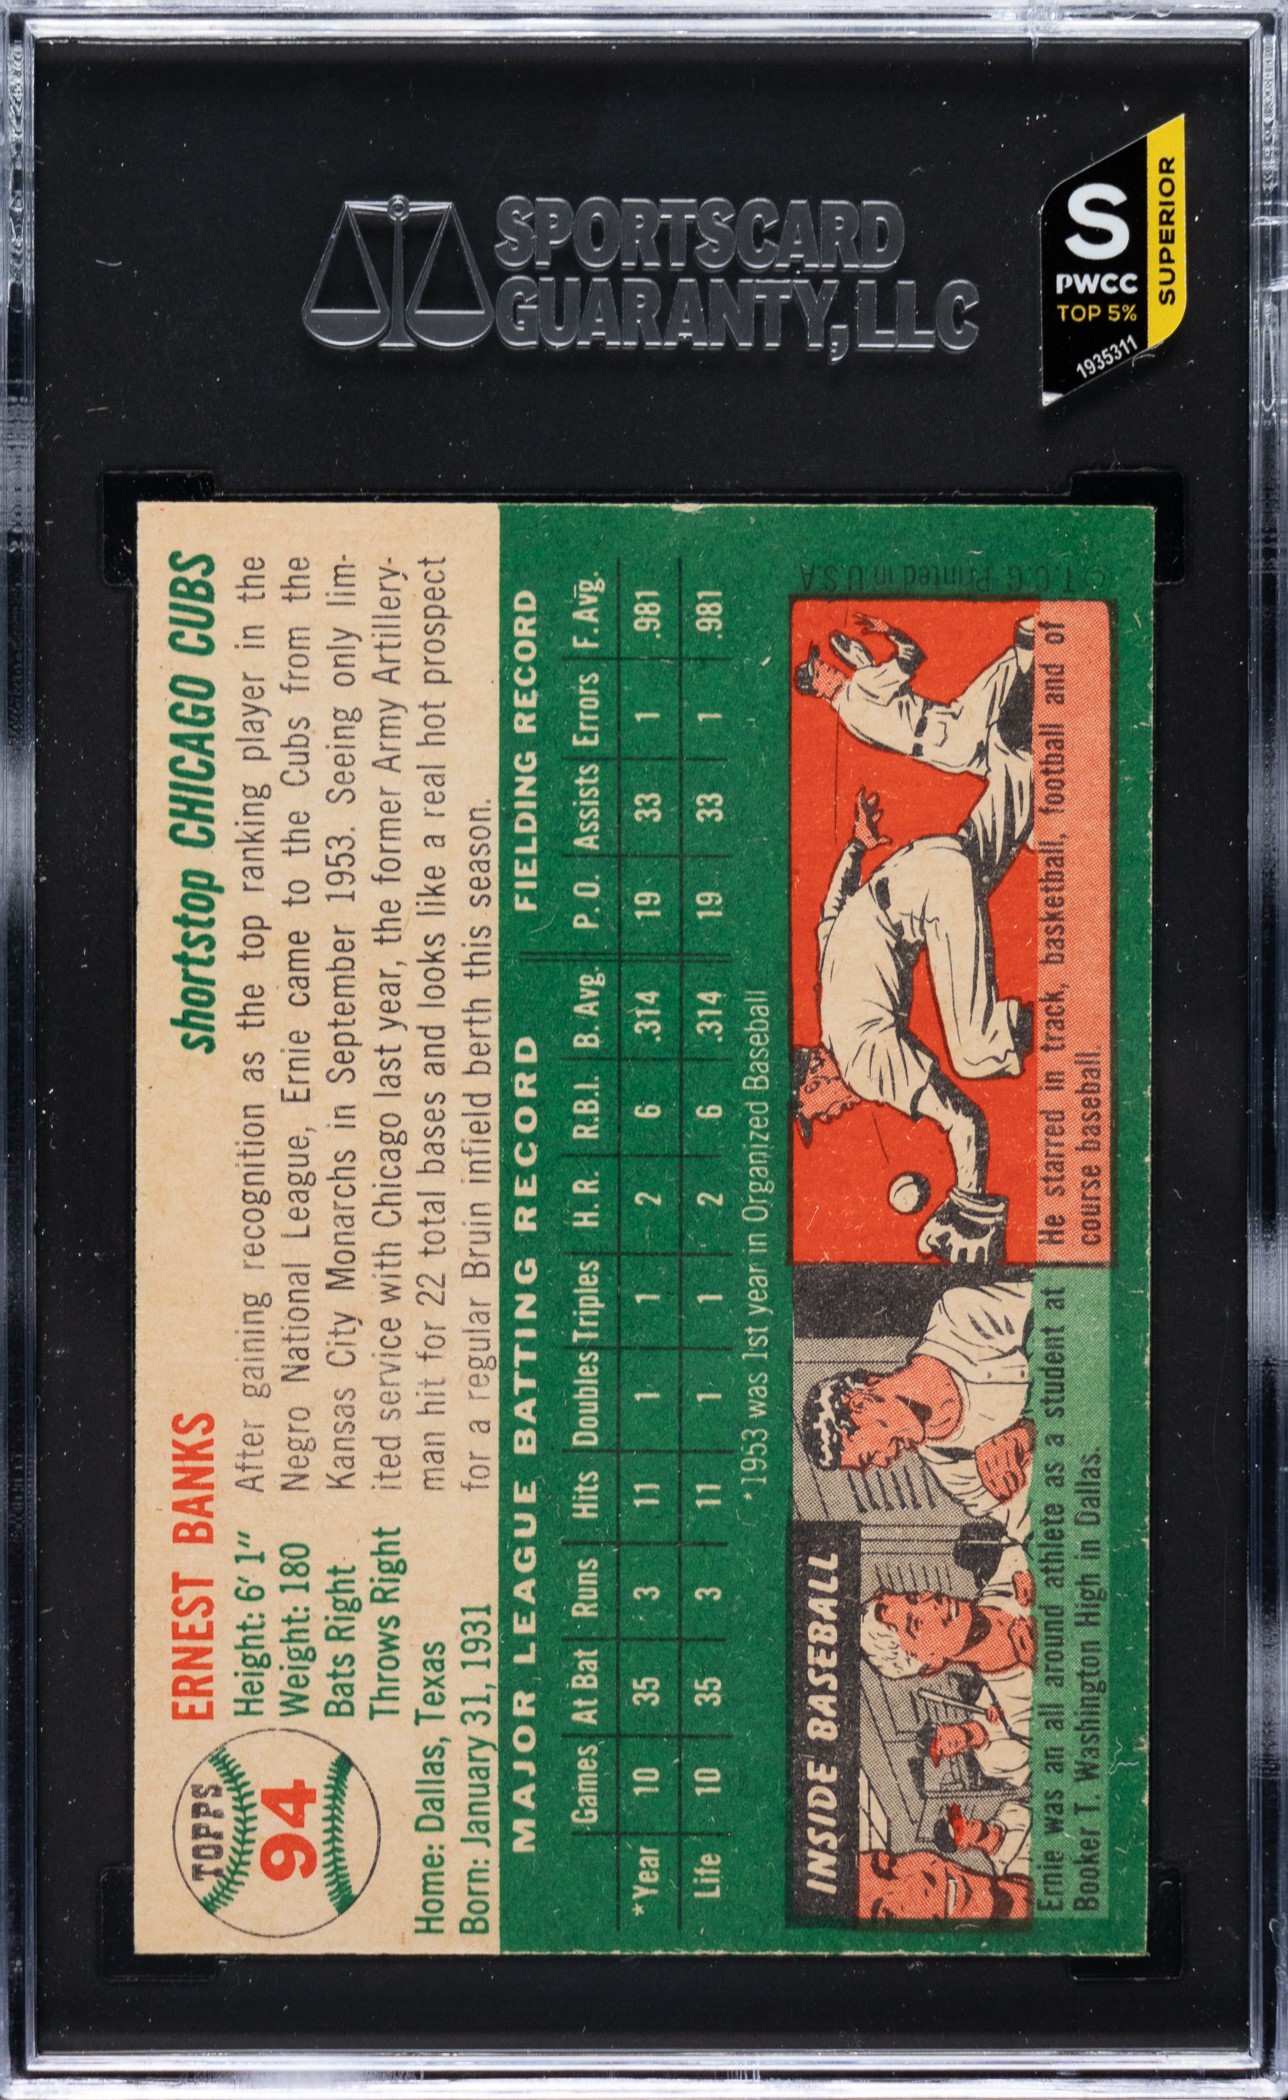 SPORTSCARD
GUARANTY, LLC
S
PWCC
TOP 5%
1935311
SUPERIOR
TOPPS
94
ERNEST BANKS
shortstop CHICAGO CUBS
Height: 6' 1"
Weight: 180
Bats Right
Throws Right
Home: Dallas, Texas
Born: January 31, 1931
After gaining recognition as the top ranking player in the
Negro National League, Ernie came to the Cubs from the
Kansas City Monarchs in September 1953. Seeing only lim-
ited service with Chicago last year, the former Army Artillery-
man hit for 22 total bases and looks like a real hot prospect
for a regular Bruin infield berth this season.
MAJOR LEAGUE BATTING RECORD FIELDING RECORD
Games At Bat Runs Hits Doubles Triples H. R. R.B.I. B. Avg. P. O. Assists Errors F. Avg.
*Year 10 35 3 11 1 1 2 6 .314 19 33 1 .981
Life 10 35 3 11 1 1 2 6 .314 19 33 1 .981
*1953 was 1st year in Organized Baseball
INSIDE BASEBALL
Ernie was an all around athlete as a student at
Booker T. Washington High in Dallas.
He starred in track, basketball, football and of
course baseball.
©T.C.G. Printed in U.S.A